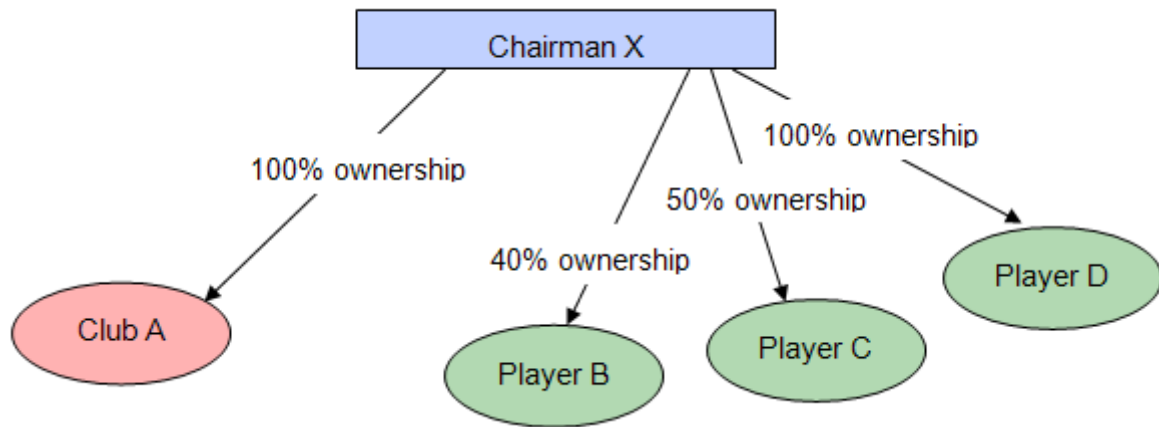 Chairman X
100% ownership
100% ownership
50% ownership
40% ownership
Player D
Club A
Player C
Player B